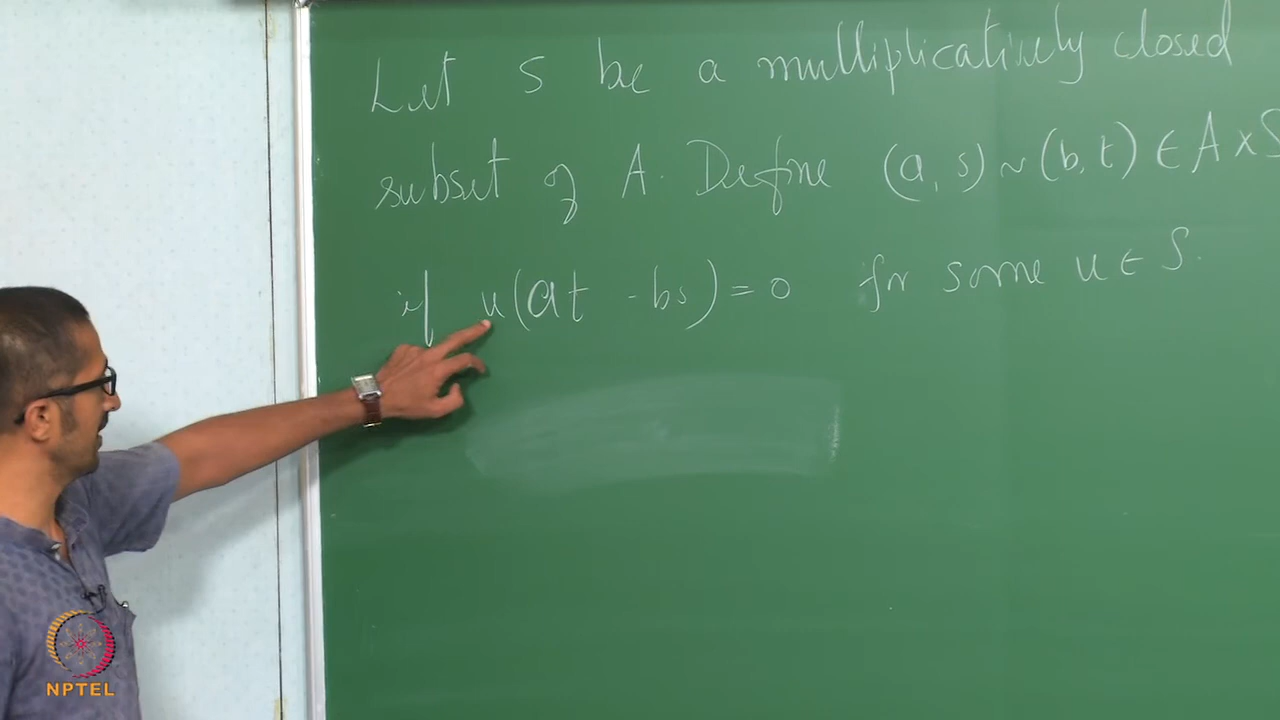 Let S be a multiplicatively closed
subset of A. Define (a, s) ~ (b, t) ∈ A × S
if u(at - bs) = 0 for some u ∈ S.
NPTEL